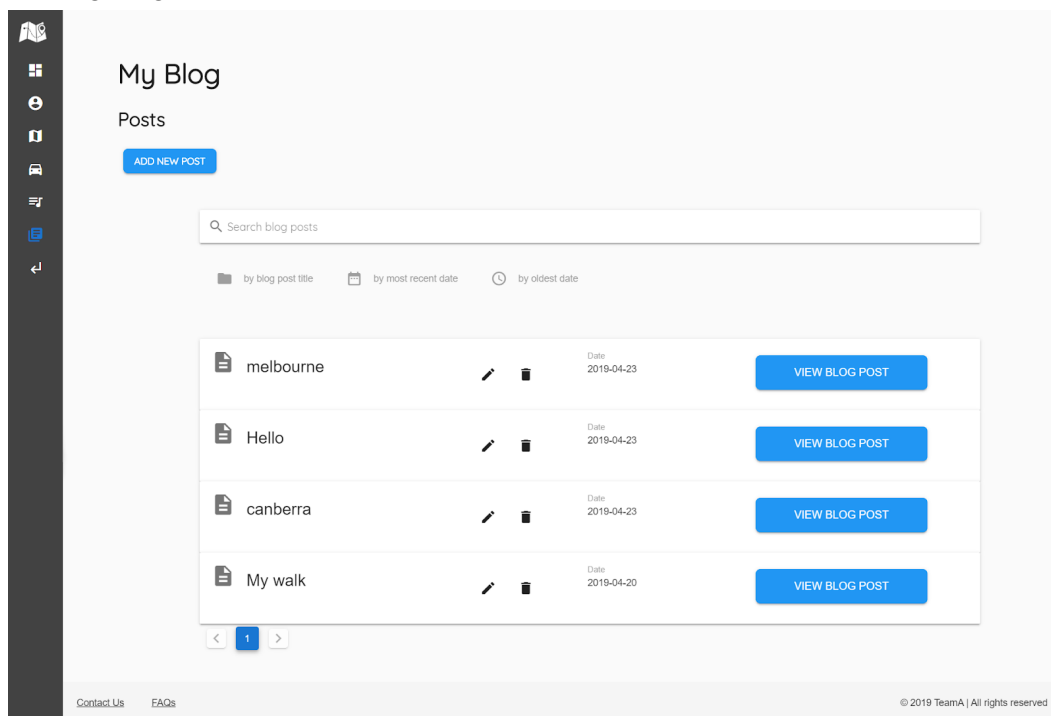 My Blog
Posts
ADD NEW POST
Search blog posts
by blog post title by most recent date by oldest date
melbourne
Date
2019-04-23
VIEW BLOG POST
Hello
Date
2019-04-23
VIEW BLOG POST
canberra
Date
2019-04-23
VIEW BLOG POST
My walk
Date
2019-04-20
VIEW BLOG POST
< 1 >
Contact Us FAQs © 2019 TeamA | All rights reserved